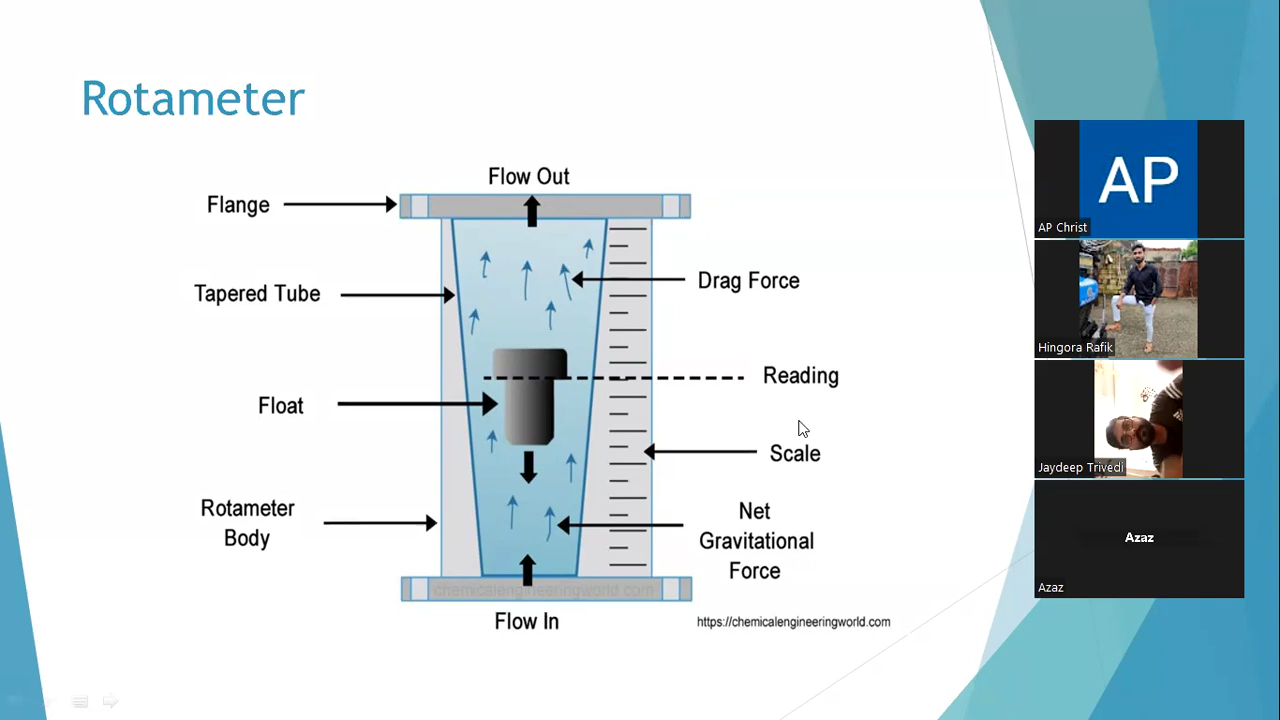 Rotameter
Flow Out
Flange
Tapered Tube
Drag Force
Reading
Float
Scale
Rotameter
Body
Net
Gravitational
Force
chemicalengineeringworld.com
Flow In
https://chemicalengineeringworld.com
AP
AP Christ
Hingora Rafik
Jaydeep Trivedi
Azaz
Azaz